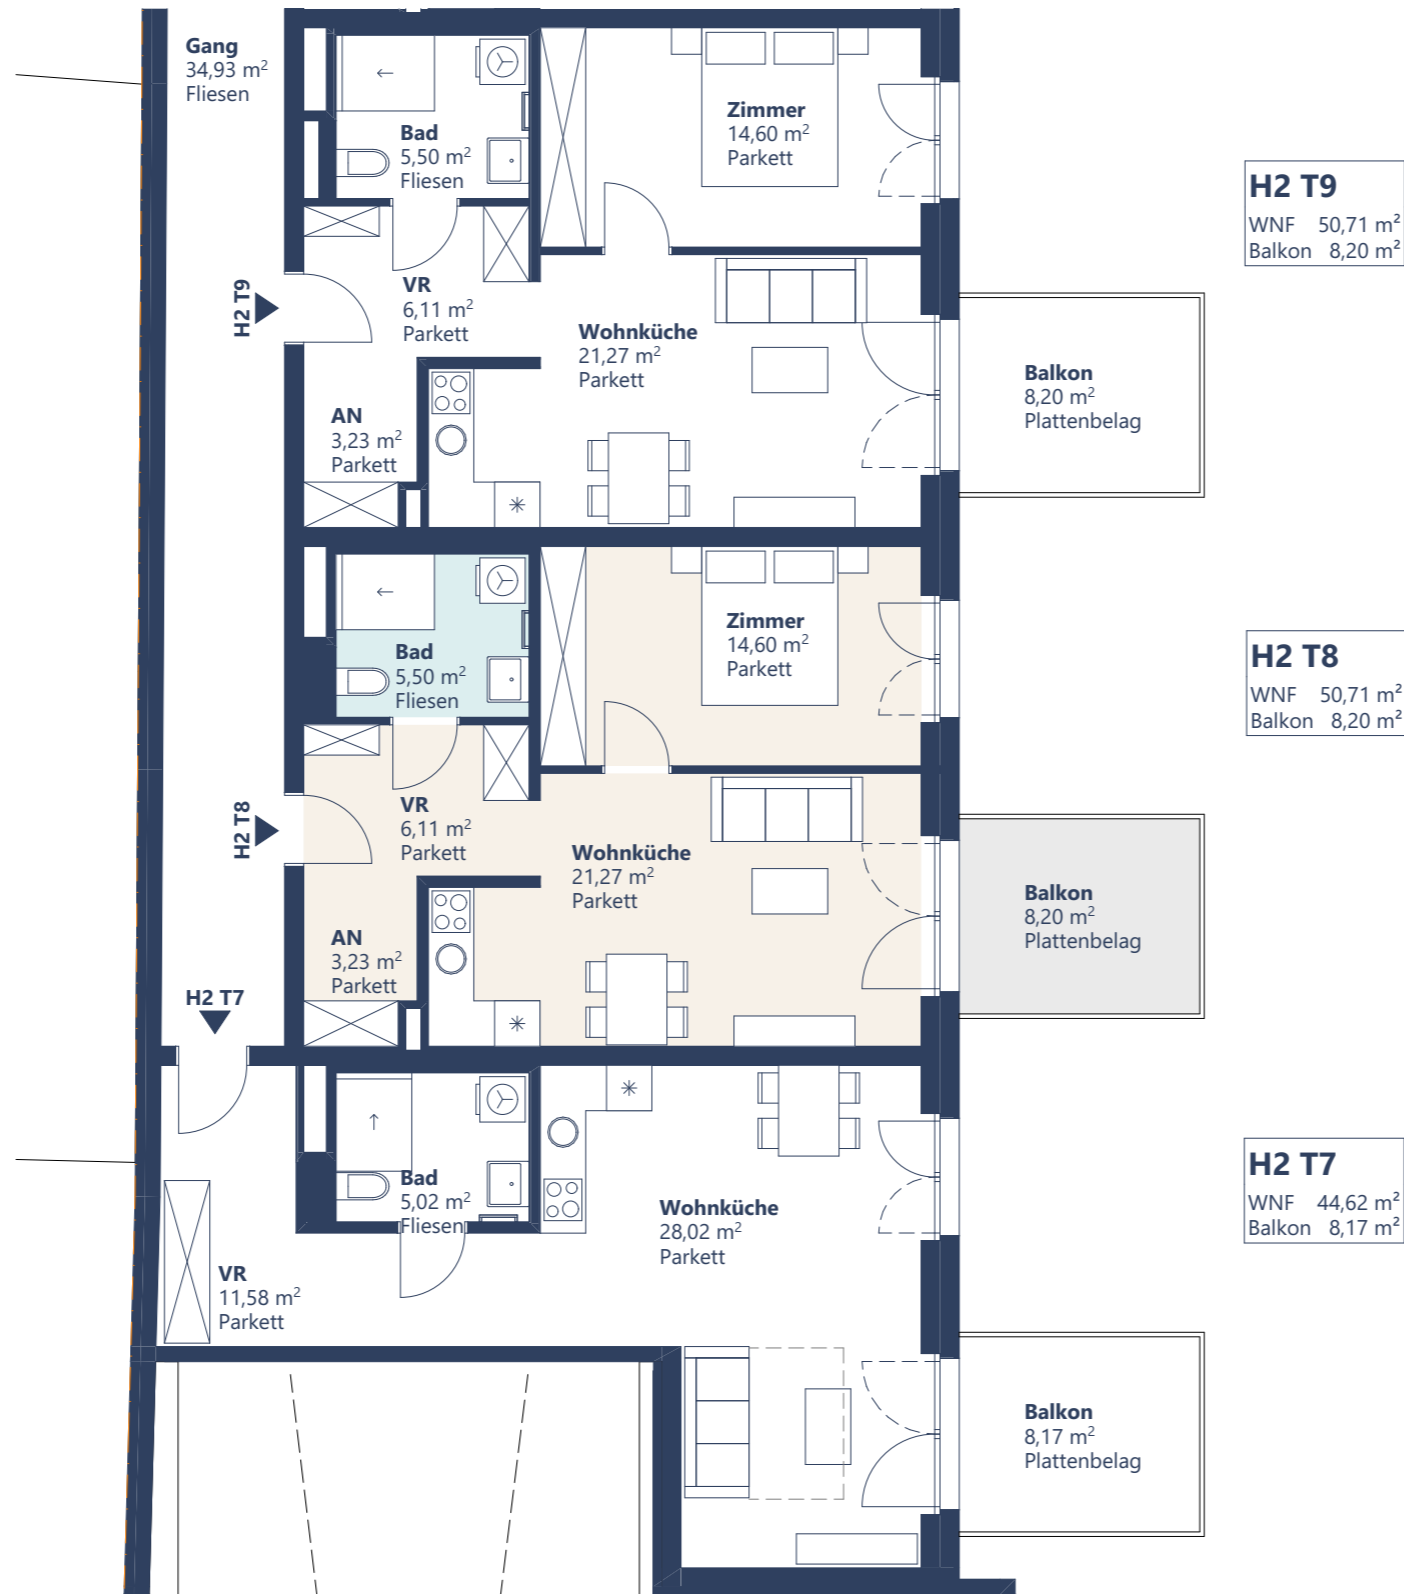 Gang
34,93 m²
Fliesen
Bad
5,50 m²
Fliesen
Zimmer
14,60 m²
Parkett
H2 T9
WNF 50,71 m²
Balkon 8,20 m²
H2 T9
VR
6,11 m²
Parkett
Wohnküche
21,27 m²
Parkett
Balkon
8,20 m²
Plattenbelag
AN
3,23 m²
Parkett
Bad
5,50 m²
Fliesen
Zimmer
14,60 m²
Parkett
H2 T8
WNF 50,71 m²
Balkon 8,20 m²
H2 T8
VR
6,11 m²
Parkett
Wohnküche
21,27 m²
Parkett
Balkon
8,20 m²
Plattenbelag
AN
3,23 m²
Parkett
H2 T7
Bad
5,02 m²
Fliesen
Wohnküche
28,02 m²
Parkett
H2 T7
WNF 44,62 m²
Balkon 8,17 m²
VR
11,58 m²
Parkett
Balkon
8,17 m²
Plattenbelag